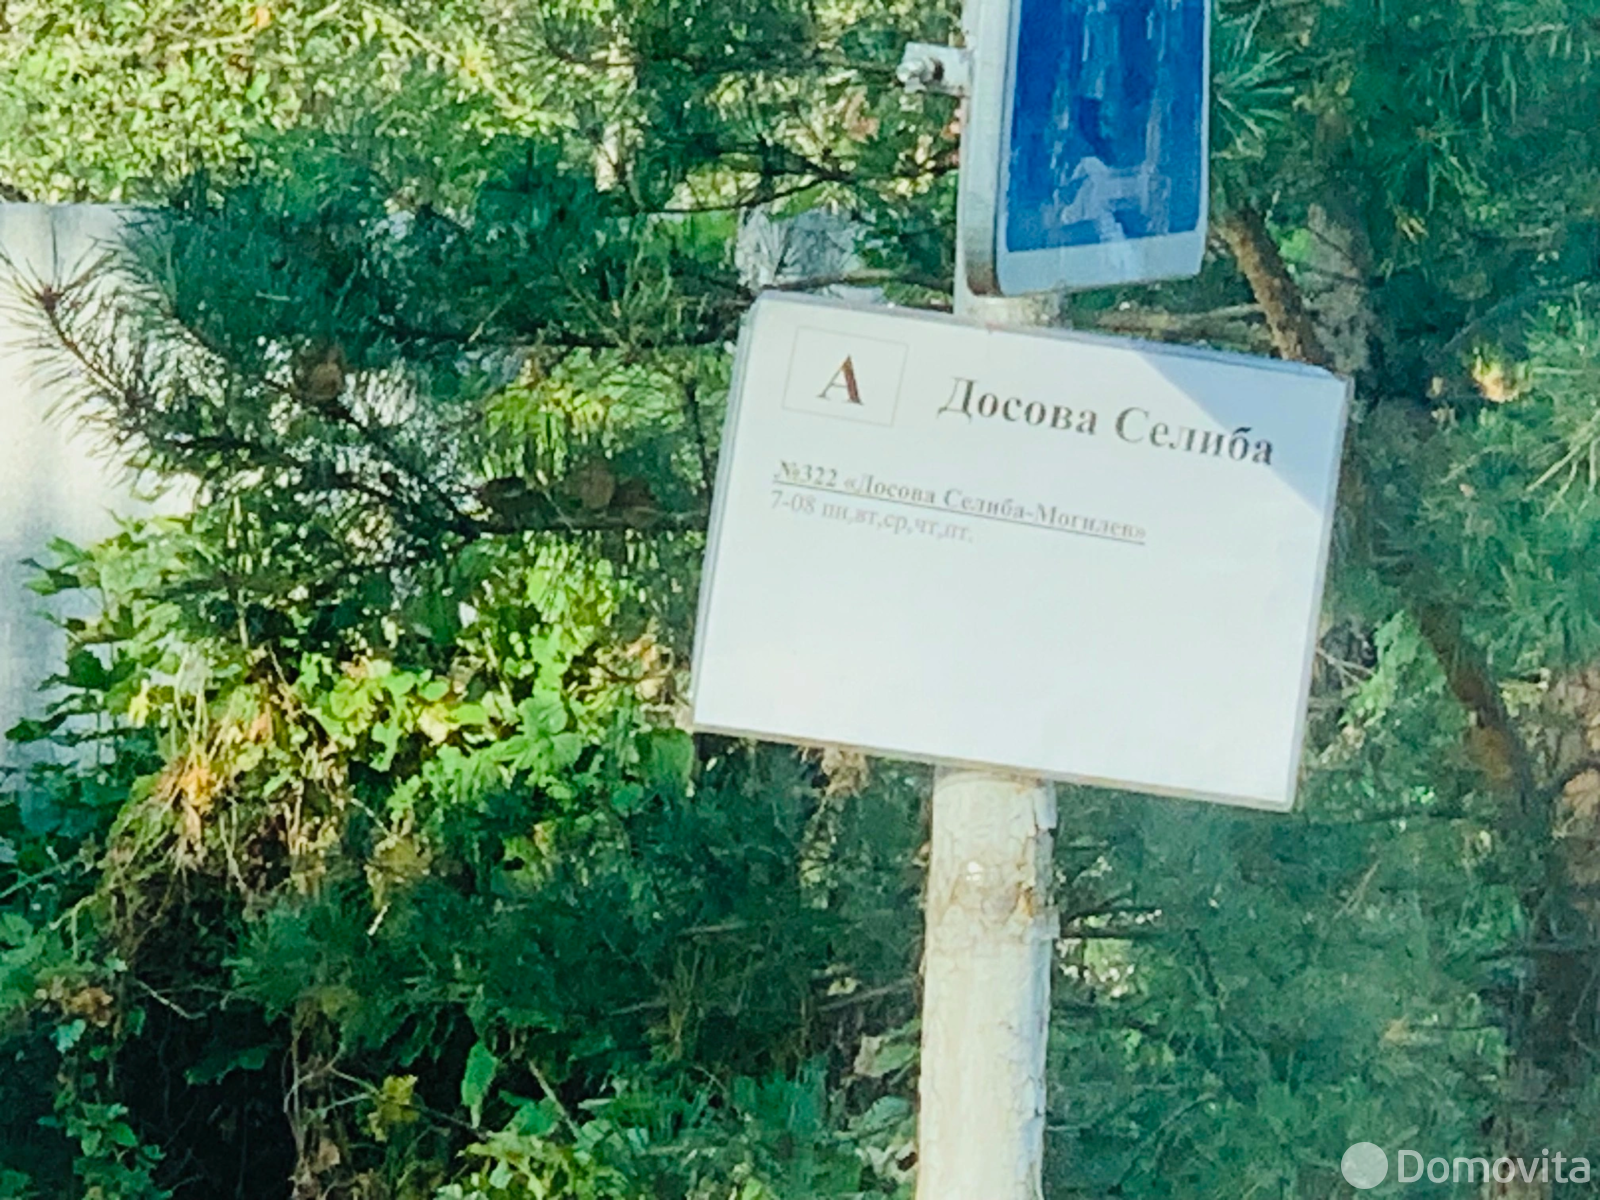 А
Досова Селиба
№322 «Досова Селиба-Могилев»
7-08 пн,вт,ср,чт,пт.
Domovita